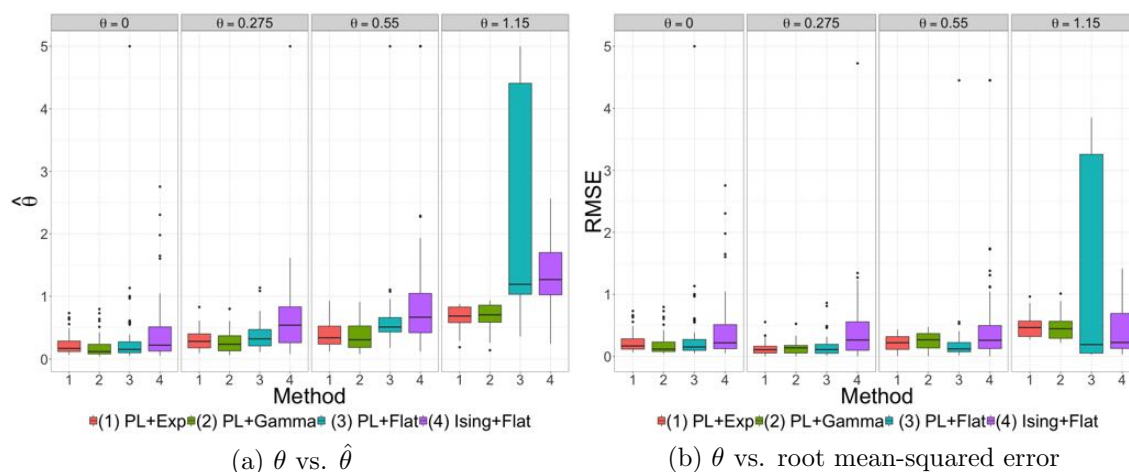 θ = 0 θ = 0.275 θ = 0.55 θ = 1.15
5
4
3
2
1
0
θ̂
1 2 3 4 1 2 3 4 1 2 3 4 1 2 3 4
Method
(1) PL+Exp (2) PL+Gamma (3) PL+Flat (4) Ising+Flat
(a) θ vs. θ̂
θ = 0 θ = 0.275 θ = 0.55 θ = 1.15
5
4
3
2
1
0
RMSE
1 2 3 4 1 2 3 4 1 2 3 4 1 2 3 4
Method
(1) PL+Exp (2) PL+Gamma (3) PL+Flat (4) Ising+Flat
(b) θ vs. root mean-squared error